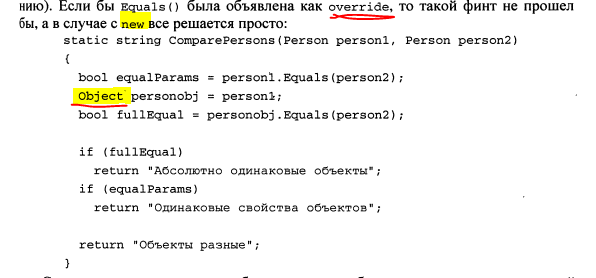 нию). Если бы Equals() была объявлена как override, то такой финт не прошел
бы, а в случае с new все решается просто:
static string ComparePersons(Person person1, Person person2)
{
bool equalParams = person1.Equals(person2);
Object personobj = person1;
bool fullEqual = personobj.Equals(person2);
if (fullEqual)
return "Абсолютно одинаковые объекты";
if (equalParams)
return "Одинаковые свойства объектов";
return "Объекты разные";
}